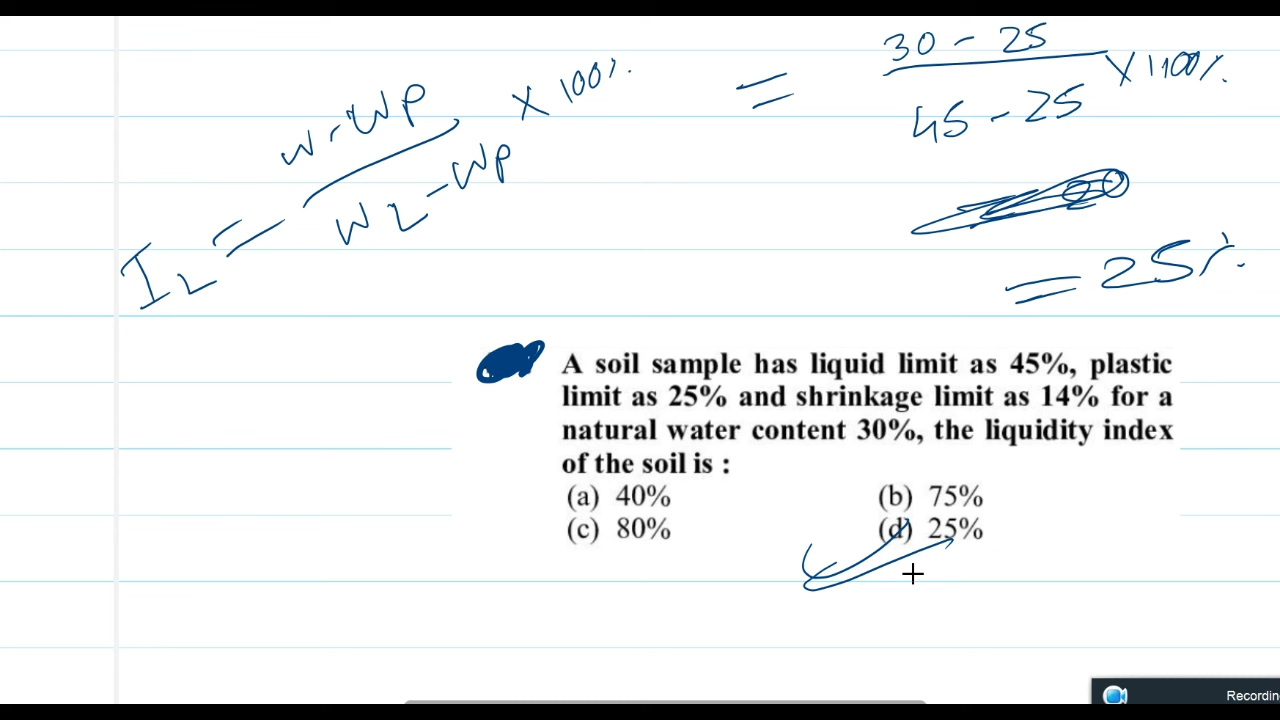 I_L = w - wp / w_L - wp × 100%
= 30 - 25 / 45 - 25 × 100%
= 25%
A soil sample has liquid limit as 45%, plastic
limit as 25% and shrinkage limit as 14% for a
natural water content 30%, the liquidity index
of the soil is :
(a) 40% (b) 75%
(c) 80% (d) 25%
Recordin